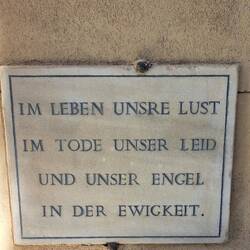 IM LEBEN UNSRE LUST
IM TODE UNSER LEID
UND UNSER ENGEL
IN DER EWIGKEIT.